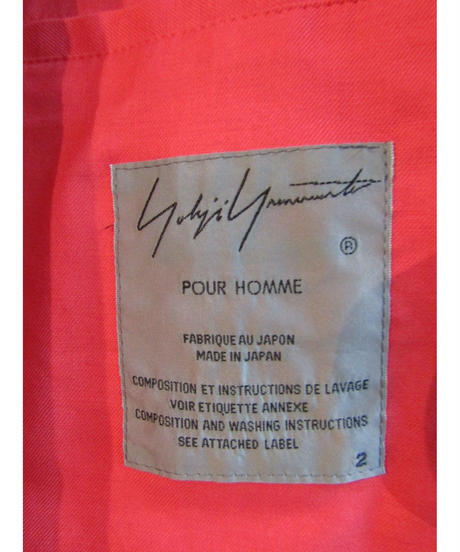 Yohji Yamamoto
®
POUR HOMME
FABRIQUE AU JAPON
MADE IN JAPAN
COMPOSITION ET INSTRUCTIONS DE LAVAGE
VOIR ETIQUETTE ANNEXE
COMPOSITION AND WASHING INSTRUCTIONS
SEE ATTACHED LABEL
2